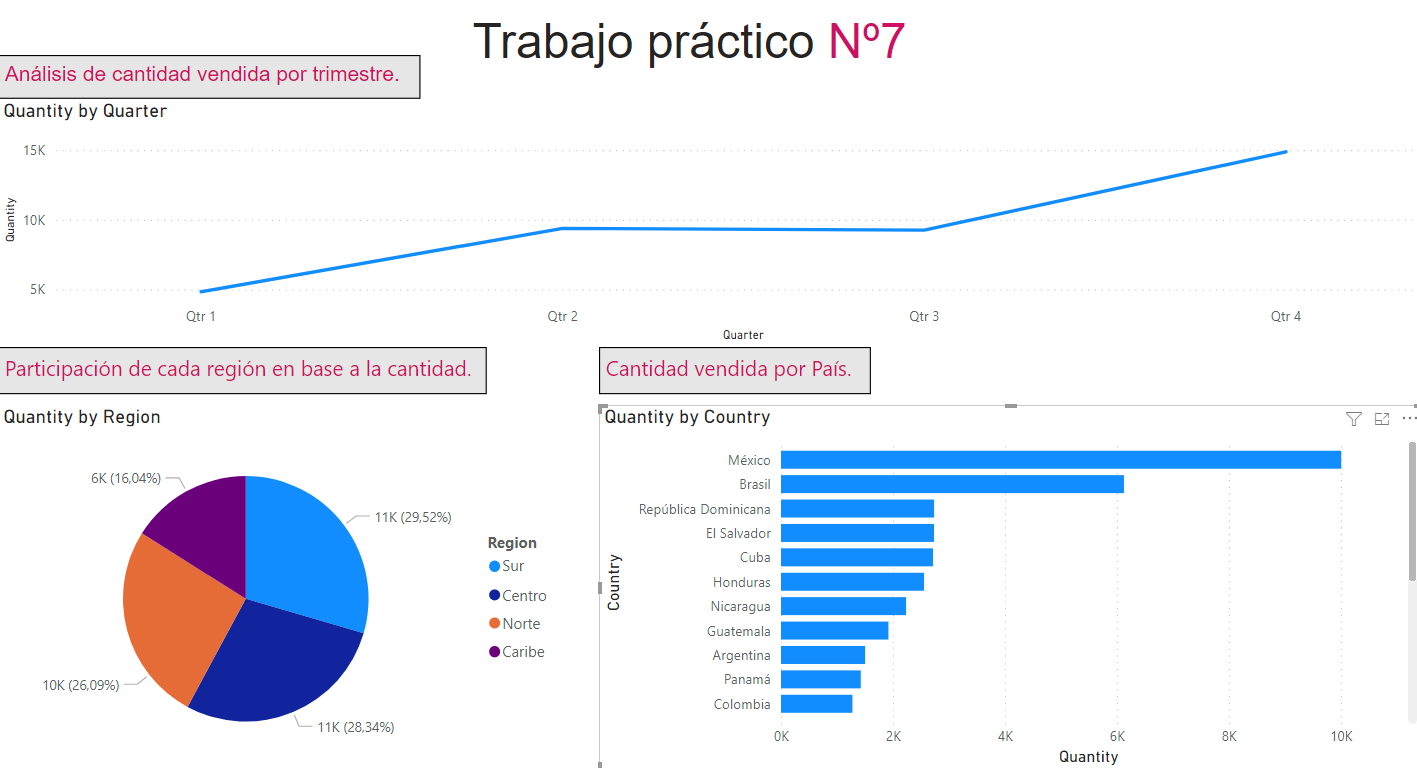 Trabajo práctico Nº7
Análisis de cantidad vendida por trimestre.
Quantity by Quarter
15K
10K
5K
Quantity
Qtr 1
Qtr 2
Qtr 3
Qtr 4
Quarter
Participación de cada región en base a la cantidad.
Quantity by Region
6K (16,04%)
11K (29,52%)
10K (26,09%)
11K (28,34%)
Region
Sur
Centro
Norte
Caribe
Cantidad vendida por País.
Quantity by Country
Country
México
Brasil
República Dominicana
El Salvador
Cuba
Honduras
Nicaragua
Guatemala
Argentina
Panamá
Colombia
0K
2K
4K
6K
8K
10K
Quantity